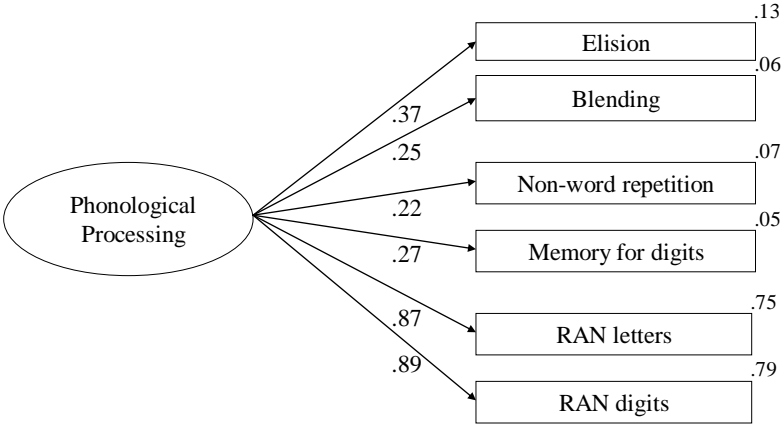 .13
Elision
.06
Blending
.37
.25
.07
Non-word repetition
.22
Phonological
Processing
.05
Memory for digits
.27
.75
RAN letters
.87
.89
.79
RAN digits